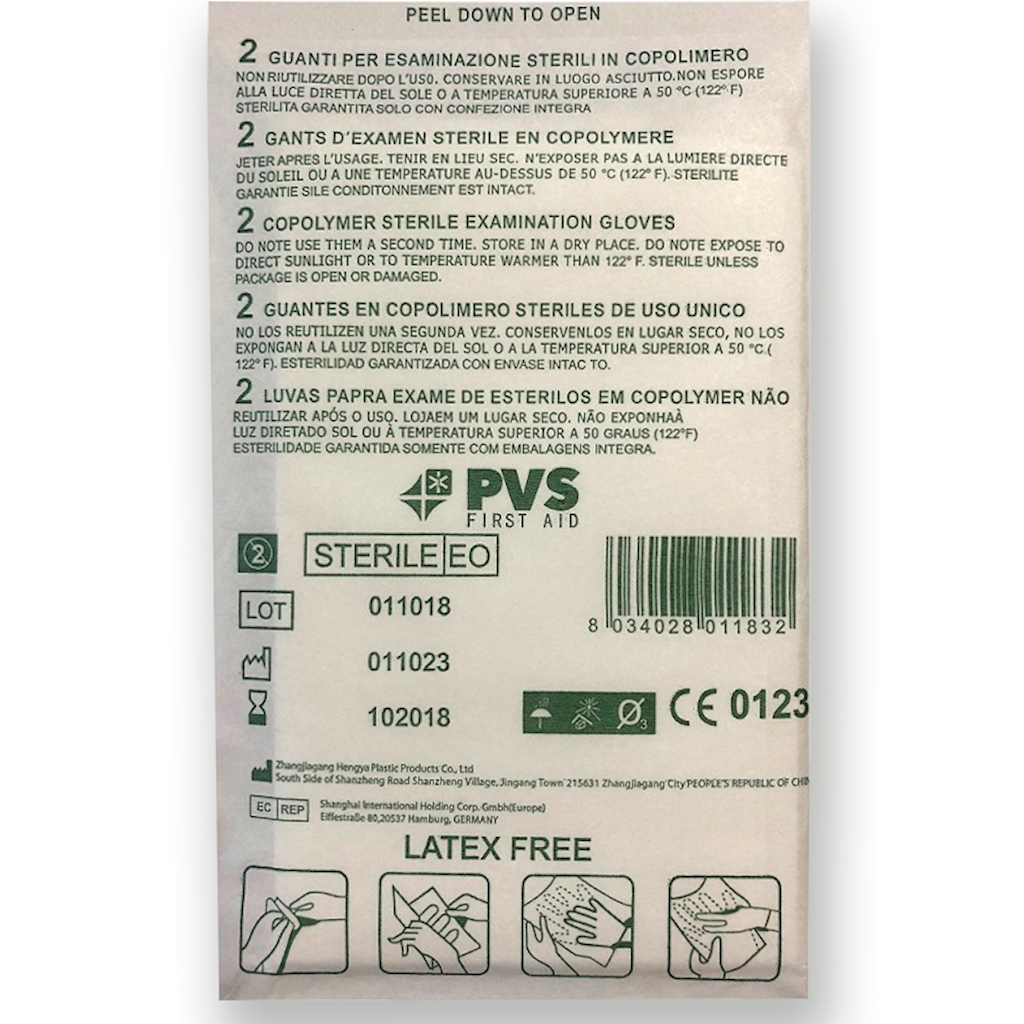 PEEL DOWN TO OPEN
2 GUANTI PER ESAMINAZIONE STERILI IN COPOLIMERO
NON RIUTILIZZARE DOPO L'USO. CONSERVARE IN LUOGO ASCIUTTO.NON ESPORE
ALLA LUCE DIRETTA DEL SOLE O A TEMPERATURA SUPERIORE A 50 °C (122° F)
STERILITA GARANTITA SOLO CON CONFEZIONE INTEGRA
2 GANTS D'EXAMEN STERILE EN COPOLYMERE
JETER APRES L'USAGE. TENIR EN LIEU SEC. N'EXPOSER PAS A LA LUMIERE DIRECTE
DU SOLEIL OU A UNE TEMPERATURE AU-DESSUS DE 50 °C (122° F). STERILITE
GARANTIE SILE CONDITONNEMENT EST INTACT.
2 COPOLYMER STERILE EXAMINATION GLOVES
DO NOTE USE THEM A SECOND TIME. STORE IN A DRY PLACE. DO NOTE EXPOSE TO
DIRECT SUNLIGHT OR TO TEMPERATURE WARMER THAN 122° F. STERILE UNLESS
PACKAGE IS OPEN OR DAMAGED.
2 GUANTES EN COPOLIMERO STERILES DE USO UNICO
NO LOS REUTILIZEN UNA SEGUNDA VEZ. CONSERVENLOS EN LUGAR SECO, NO LOS
EXPONGAN A LA LUZ DIRECTA DEL SOL O A LA TEMPERATURA SUPERIOR A 50 °C.(
122° F). ESTERILIDAD GARANTIZADA CON ENVASE INTAC TO.
2 LUVAS PAPRA EXAME DE ESTERILOS EM COPOLYMER NÃO
REUTILIZAR APÓS O USO. LOJAEM UM LUGAR SECO. NÃO EXPONHAÀ
LUZ DIRETADO SOL OU À TEMPERATURA SUPERIOR A 50 GRAUS (122°F)
ESTERILIDADE GARANTIDA SOMENTE COM EMBALAGENS INTEGRA.
PVS
FIRST AID
2
STERILE EO
LOT 011018
8 034028 011832
011023
102018
3
CE 0123
Zhangjiagang Hengya Plastic Products Co., Ltd
South Side of Shanzheng Road Shanzheng Village, Jingang Town 215631 Zhangjiagang City PEOPLE'S REPUBLIC OF CHIN
EC REP
Shanghai International Holding Corp. GmbH(Europe)
Eiffestraße 80,20537 Hamburg, GERMANY
LATEX FREE